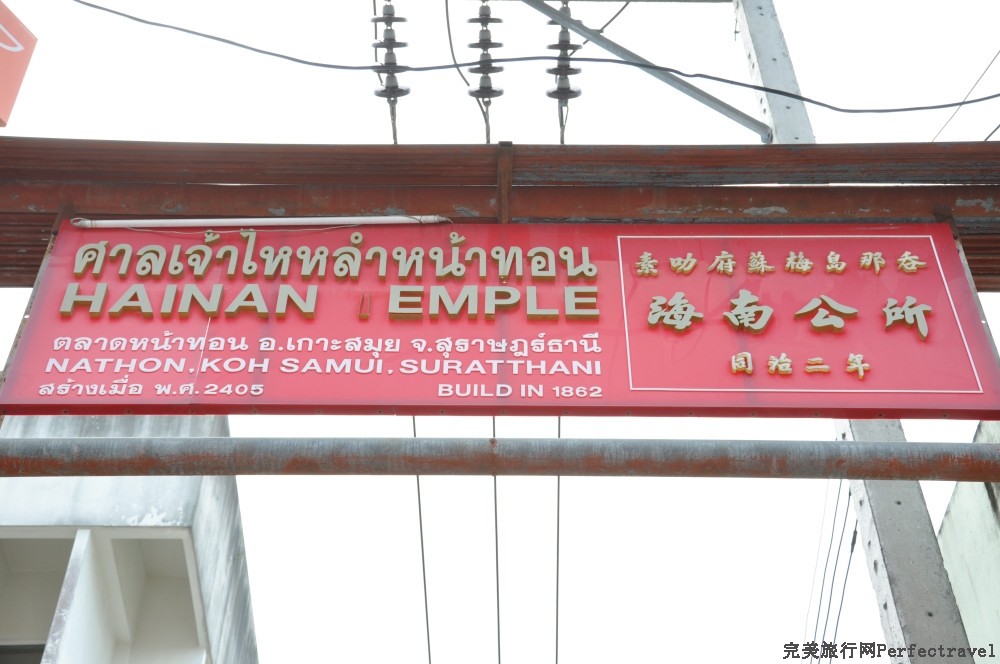 ศาลเจ้าไหหลำหน้าทอน
HAINAN EMPLE
ตลาดหน้าทอน อ.เกาะสมุย จ.สุราษฎร์ธานี
NATHON, KOH SAMUI, SURATTHANI
สร้างเมื่อ พ.ศ. 2405 BUILD IN 1862
素叻府蘇梅島那呑
海南公所
同治二年
完美旅行网Perfectravel